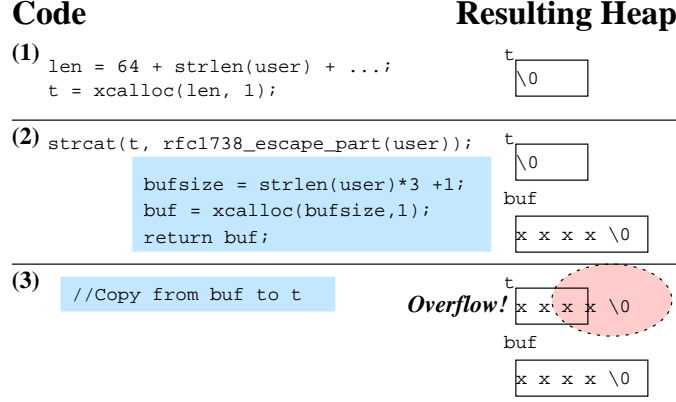 Code Resulting Heap
(1) len = 64 + strlen(user) + ...;
t = xcalloc(len, 1);
t
\0
(2) strcat(t, rfc1738_escape_part(user));
bufsize = strlen(user)*3 +1;
buf = xcalloc(bufsize,1);
return buf;
t
\0
buf
x x x x \0
(3) //Copy from buf to t
Overflow!
t
x x x x \0
buf
x x x x \0